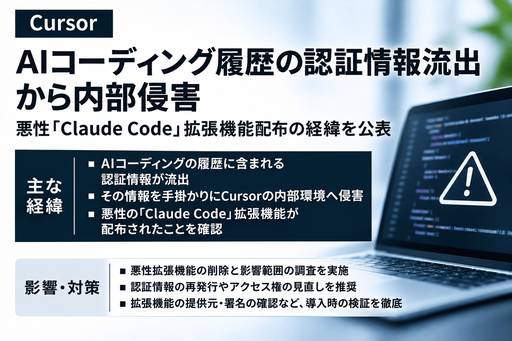 Cursor
AIコーディング履歴の認証情報流出
から内部侵害
悪性「Claude Code」拡張機能配布の経緯を公表
主な
経緯
■ AIコーディングの履歴に含まれる
認証情報が流出
■ その情報を手掛かりにCursorの内部環境へ侵害
■ 悪性の「Claude Code」拡張機能が
配布されたことを確認
影響・対策
■ 悪性拡張機能の削除と影響範囲の調査を実施
■ 認証情報の再発行やアクセス権の見直しを推奨
■ 拡張機能の提供元・署名の確認など、導入時の検証を徹底